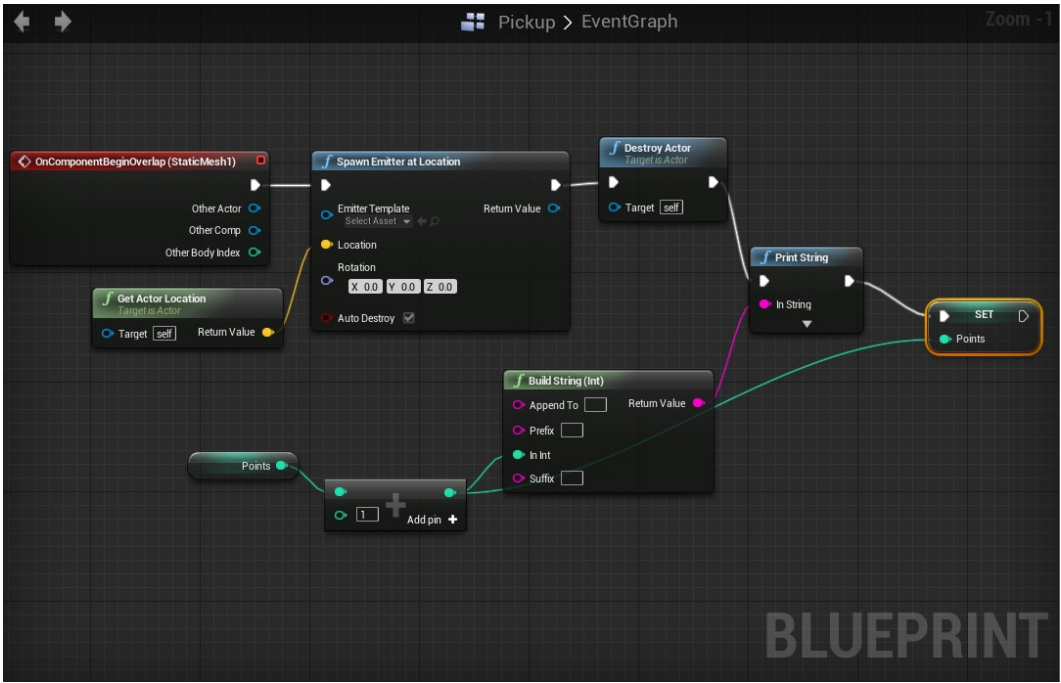 Pickup > EventGraph
Zoom -1
OnComponentBeginOverlap (StaticMesh1)
Other Actor
Other Comp
Other Body Index
f Spawn Emitter at Location
Emitter Template
Select Asset
Return Value
Location
Rotation
X 0.0 Y 0.0 Z 0.0
Auto Destroy
f Destroy Actor
Target is Actor
Target self
f Get Actor Location
Target is Actor
Target self Return Value
f Print String
In String
SET
Points
f Build String (Int)
Append To Return Value
Prefix
In Int
Suffix
Points
+
1
Add pin +
BLUEPRINT